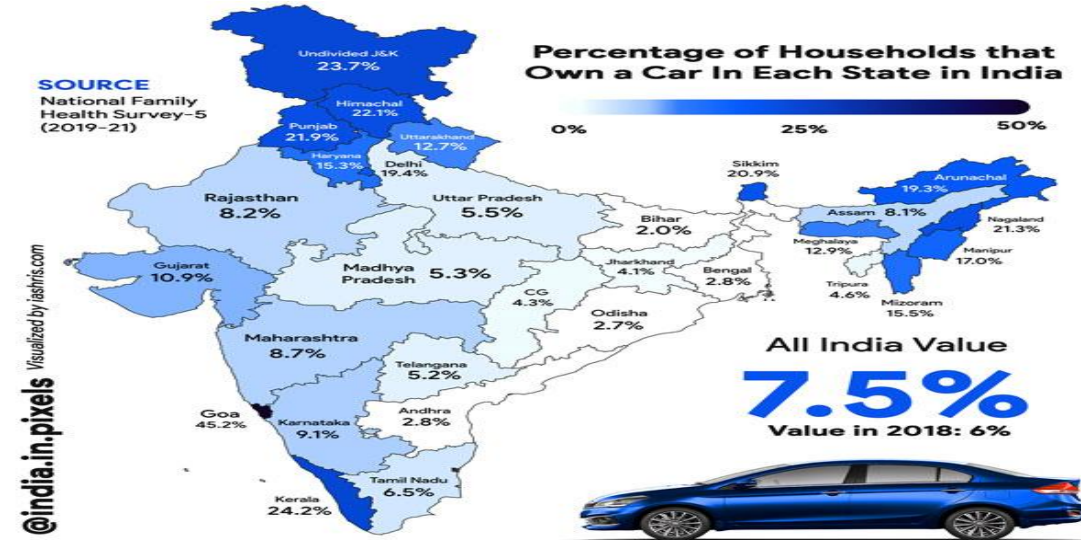 Percentage of Households that
Own a Car In Each State in India
0%
25%
50%
SOURCE
National Family
Health Survey-5
(2019-21)
Undivided J&K
23.7%
Himachal
22.1%
Punjab
21.9%
Uttarakhand
12.7%
Haryana
15.3%
Delhi
19.4%
Rajasthan
8.2%
Uttar Pradesh
5.5%
Bihar
2.0%
Sikkim
20.9%
Arunachal
19.3%
Assam 8.1%
Nagaland
21.3%
Meghalaya
12.9%
Manipur
17.0%
Tripura
4.6%
Mizoram
15.5%
Gujarat
10.9%
Madhya
Pradesh
5.3%
Jharkhand
4.1%
Bengal
2.8%
CG
4.3%
Odisha
2.7%
Maharashtra
8.7%
Telangana
5.2%
Goa
45.2%
Karnataka
9.1%
Andhra
2.8%
Kerala
24.2%
Tamil Nadu
6.5%
All India Value
7.5%
Value in 2018: 6%
@india.in.pixels Visualized by iashris.com